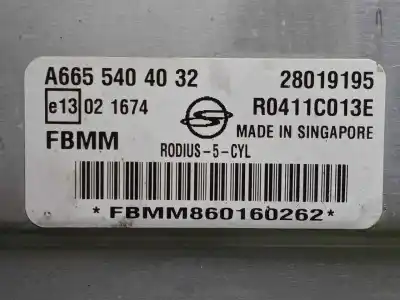 A665 540 40 32 28019195
e13 02 1674 R0411C013E
FBMM MADE IN SINGAPORE
RODIUS-5-CYL
*FBMM860160262*